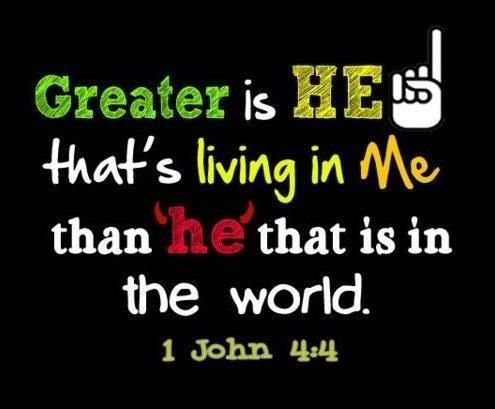 Greater is HE
that's living in Me
than 'he' that is in
the world.
1 John 4:4